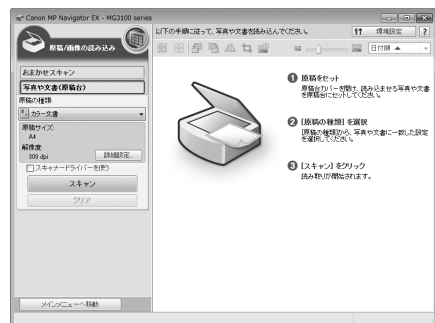 Canon MP Navigator EX - MG3100 series
原稿/画像の読み込み
以下の手順に従って、写真や文書を読み込んでください。
環境設定
?
日付順 ▲
おまかせスキャン
写真や文書(原稿台)
原稿の種類
カラー文書
原稿サイズ:
A4
解像度:
300 dpi
詳細設定...
スキャナードライバーを使う
スキャン
クリア
メインメニューへ移動
1 原稿をセット
原稿台カバーを開け、読み込ませる写真や文書
を原稿台にセットしてください。
2 [原稿の種類] を選択
[原稿の種類]から、写真や文書に一致した設定
を選択してください。
3 [スキャン] をクリック
読み取りが開始されます。